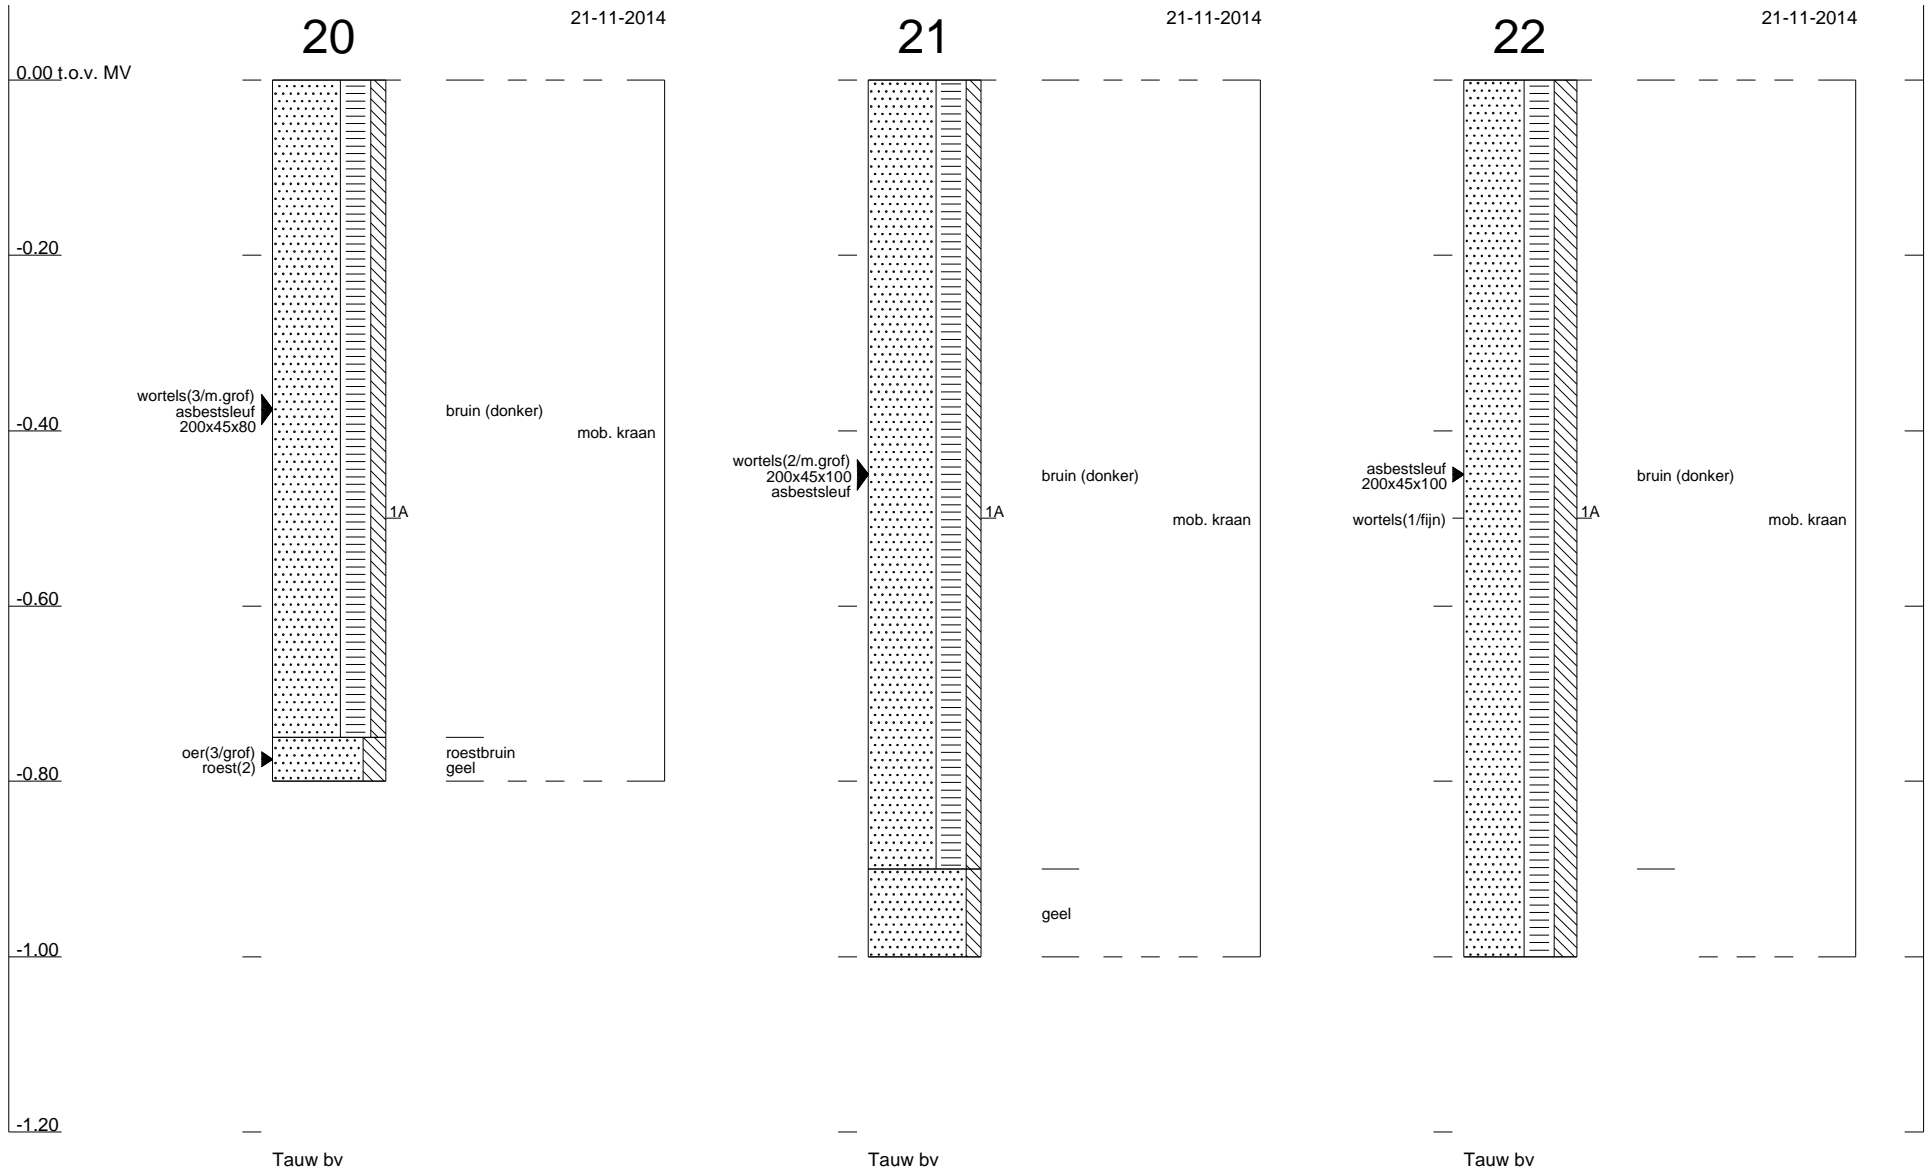 20
21-11-2014
21
21-11-2014
22
21-11-2014
0.00 t.o.v. MV
-0.20
-0.40
-0.60
-0.80
-1.00
-1.20
wortels(3/m.grof)
asbestsleuf
200x45x80
bruin (donker)
mob. kraan
1A
oer(3/grof)
roest(2)
roestbruin
geel
wortels(2/m.grof)
200x45x100
asbestsleuf
bruin (donker)
1A
mob. kraan
geel
asbestsleuf
200x45x100
wortels(1/fijn)
bruin (donker)
1A
mob. kraan
Tauw bv
Tauw bv
Tauw bv